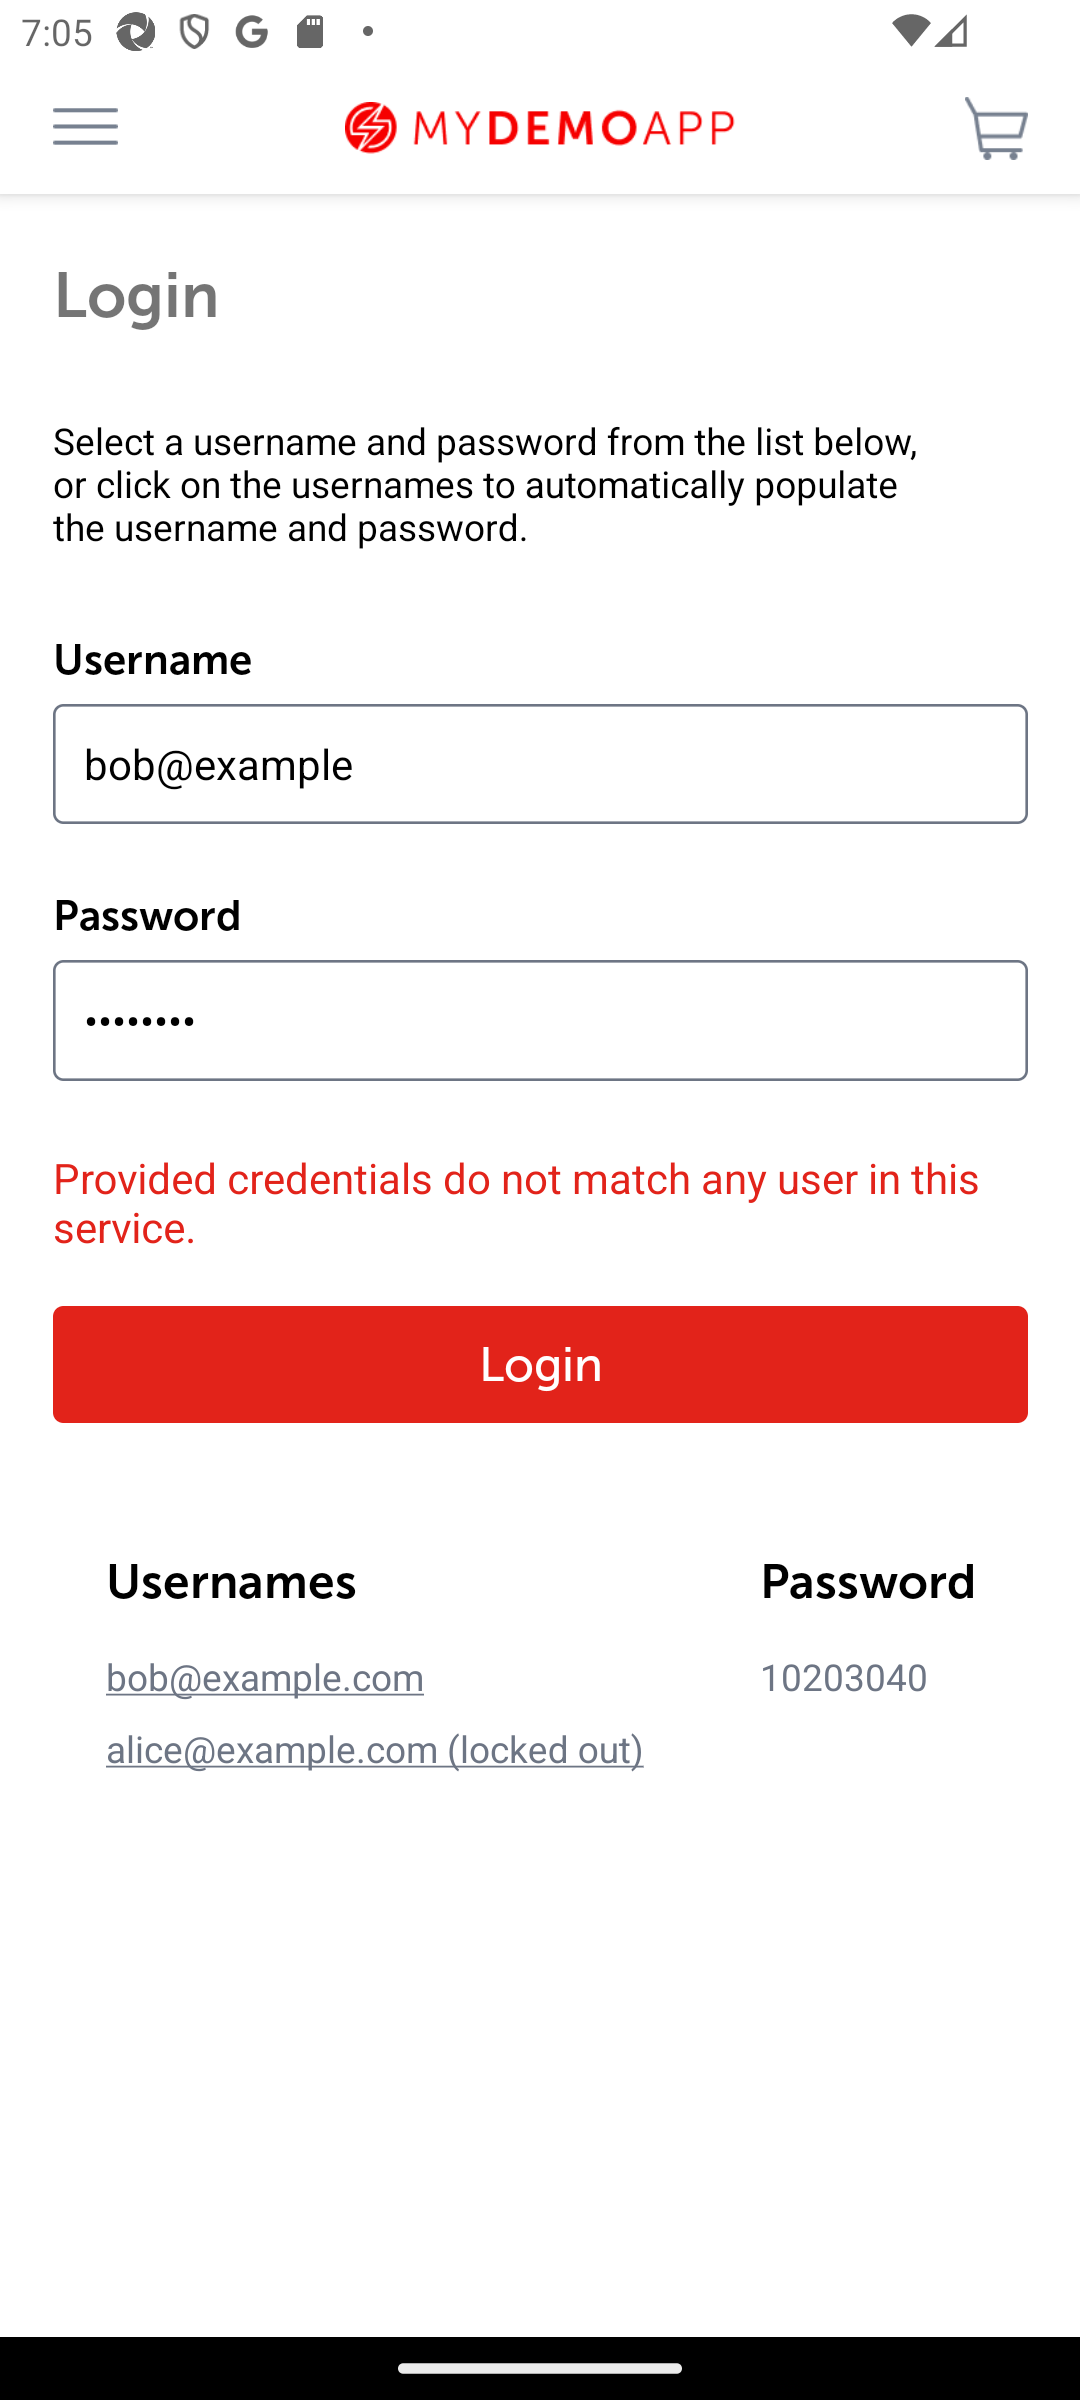 7:05
MYDEMOAPP
Login
Select a username and password from the list below,
or click on the usernames to automatically populate
the username and password.
Username
bob@example
Password
••••••••
Provided credentials do not match any user in this
service.
Login
Usernames Password
bob@example.com 10203040
alice@example.com (locked out)